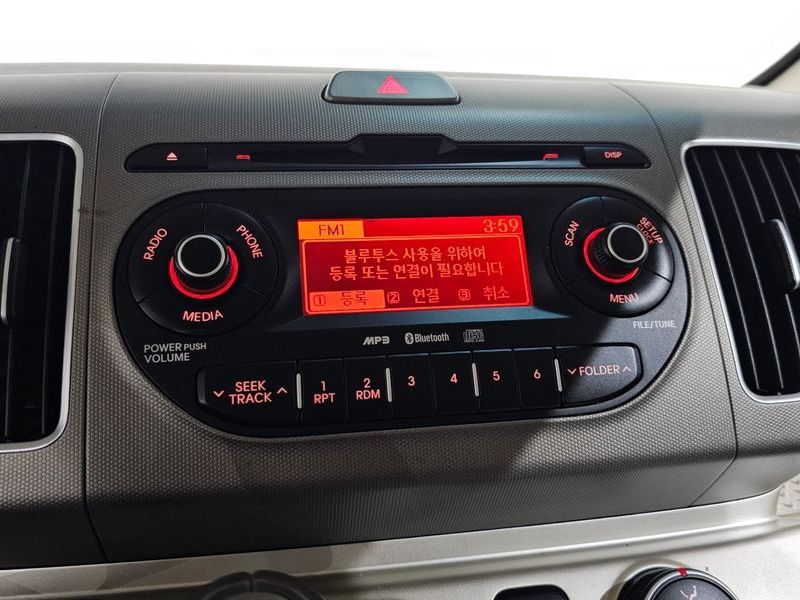 DISP
RADIO
PHONE
MEDIA
FM1 3:59
블루투스 사용을 위하여
등록 또는 연결이 필요합니다
1 등록 2 연결 3 취소
SCAN
SETUP
CLOCK
MENU
FILE/TUNE
POWER PUSH
VOLUME
MP3 Bluetooth disc
SEEK
TRACK
1
RPT
2
RDM
3
4
5
6
FOLDER